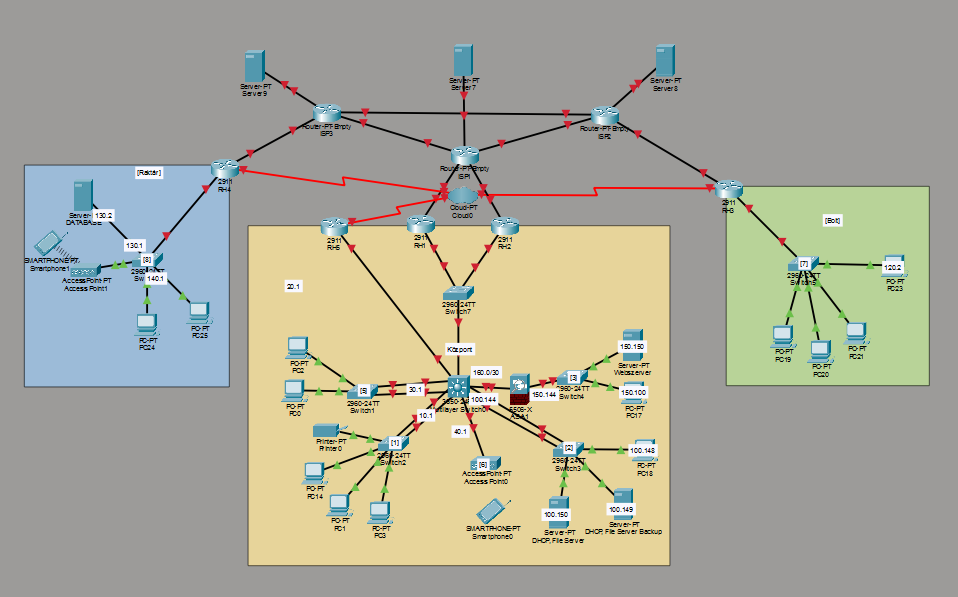 Server-PT
Server9
Server-PT
Server7
Server-PT
Server8
Router-PT-Empty
ISP3
Router-PT-Empty
ISP2
Router-PT-Empty
ISP1
2911
RH4
Cloud-PT
Cloud0
2911
RH3
2911
RH5
2911
RH1
2911
RH2
[Raktár]
130.2
DATABASE
130.1
SMARTPHONE-PT
Smartphone1
AccessPoint-PT
Access Point1
[8]
140.1
PC-PT
PC24
PC-PT
PC25
[Bolt]
[7]
2960-24TT
Switch5
120.2
PC-PT
PC23
PC-PT
PC19
PC-PT
PC20
PC-PT
PC21
20.1
2960-24TT
Switch7
Központ
160.0/30
PC-PT
PC2
PC-PT
PC0
[5]
2960-24TT
Switch1
30.1
100.144
5506-X
ASA1
150.144
[3]
2960-24TT
Switch4
150.150
Server-PT
Webszerver
150.100
PC-PT
PC17
10.1
40.1
Printer-PT
Printer0
[1]
2960-24TT
Switch2
PC-PT
PC14
PC-PT
PC1
PC-PT
PC3
[6]
AccessPoint-PT
Access Point0
SMARTPHONE-PT
Smartphone0
[2]
2960-24TT
Switch3
100.148
PC-PT
PC18
100.150
Server-PT
DHCP, File Server
100.149
Server-PT
DHCP, File Server Backup